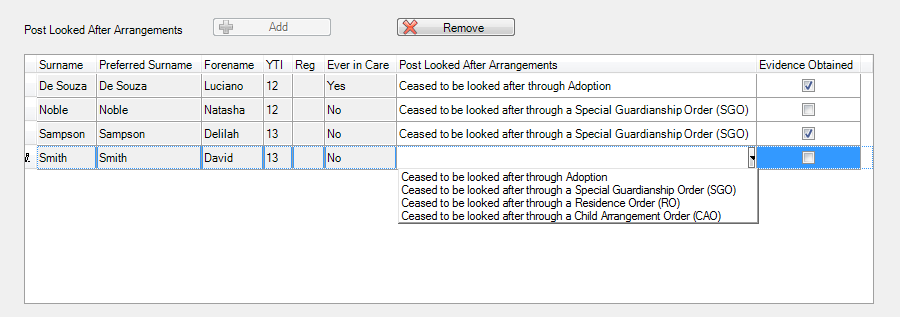 Post Looked After Arrangements Add Remove
Surname Preferred Surname Forename YTI Reg Ever in Care Post Looked After Arrangements Evidence Obtained
De Souza De Souza Luciano 12 Yes Ceased to be looked after through Adoption
Noble Noble Natasha 12 No Ceased to be looked after through a Special Guardianship Order (SGO)
Sampson Sampson Delilah 13 No Ceased to be looked after through a Special Guardianship Order (SGO)
Smith Smith David 13 No
Ceased to be looked after through Adoption
Ceased to be looked after through a Special Guardianship Order (SGO)
Ceased to be looked after through a Residence Order (RO)
Ceased to be looked after through a Child Arrangement Order (CAO)